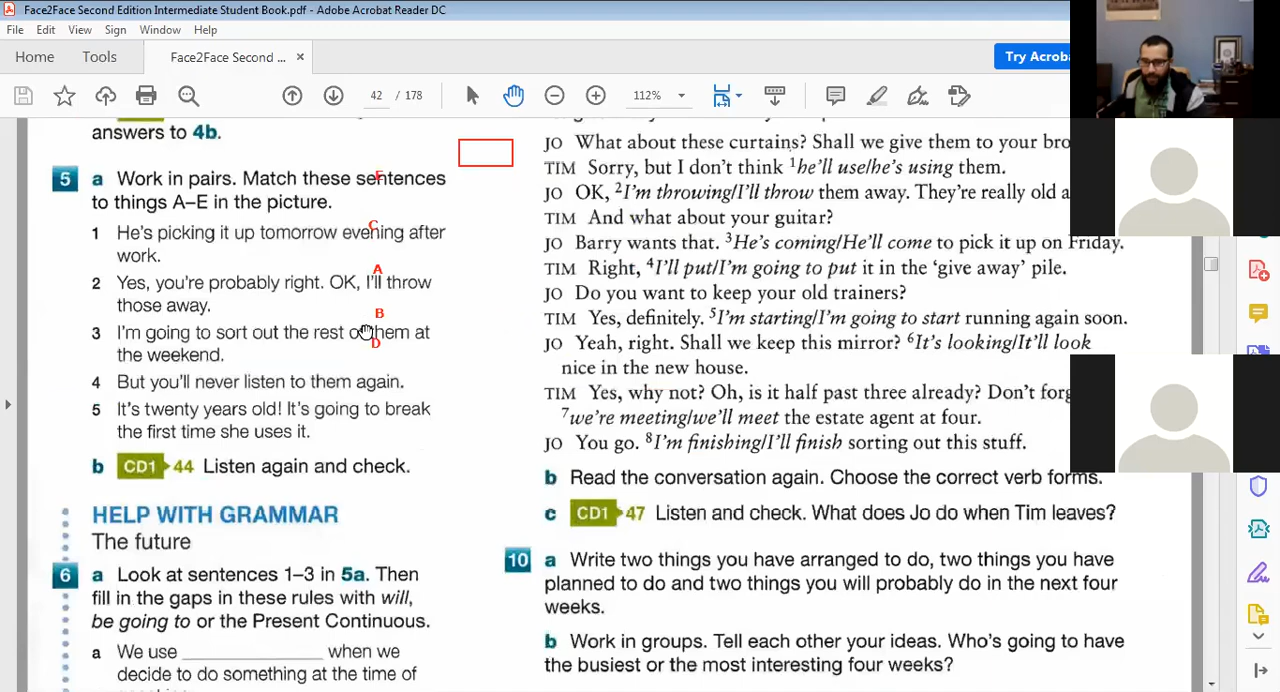 Face2Face Second Edition Intermediate Student Book.pdf - Adobe Acrobat Reader DC
File Edit View Sign Window Help
Home Tools Face2Face Second ... × Try Acroba
42 / 178 112%
answers to 4b.
5 a Work in pairs. Match these sentences
to things A–E in the picture.
E
C
1 He's picking it up tomorrow evening after
work.
A
2 Yes, you're probably right. OK, I'll throw
those away.
B
3 I'm going to sort out the rest of them at
D
the weekend.
4 But you'll never listen to them again.
5 It's twenty years old! It's going to break
the first time she uses it.
b CD1 44 Listen again and check.
HELP WITH GRAMMAR
The future
6 a Look at sentences 1–3 in 5a. Then
fill in the gaps in these rules with will,
be going to or the Present Continuous.
a We use ______________ when we
decide to do something at the time of
JO What about these curtains? Shall we give them to your bro
TIM Sorry, but I don't think 1he'll use/he's using them.
JO OK, 2I'm throwing/I'll throw them away. They're really old a
TIM And what about your guitar?
JO Barry wants that. 3He's coming/He'll come to pick it up on Friday.
TIM Right, 4I'll put/I'm going to put it in the 'give away' pile.
JO Do you want to keep your old trainers?
TIM Yes, definitely. 5I'm starting/I'm going to start running again soon.
JO Yeah, right. Shall we keep this mirror? 6It's looking/It'll look
nice in the new house.
TIM Yes, why not? Oh, is it half past three already? Don't forg
7we're meeting/we'll meet the estate agent at four.
JO You go. 8I'm finishing/I'll finish sorting out this stuff.
b Read the conversation again. Choose the correct verb forms.
c CD1 47 Listen and check. What does Jo do when Tim leaves?
10 a Write two things you have arranged to do, two things you have
planned to do and two things you will probably do in the next four
weeks.
b Work in groups. Tell each other your ideas. Who's going to have
the busiest or the most interesting four weeks?